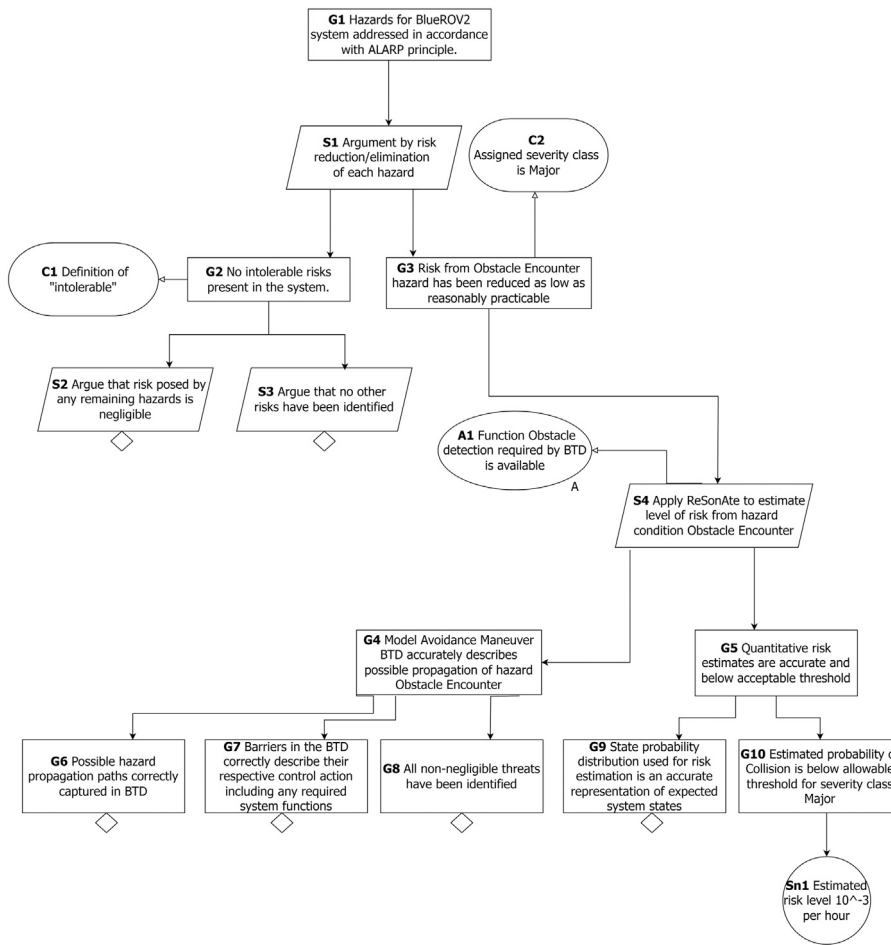 G1 Hazards for BlueROV2
system addressed in accordance
with ALARP principle.
S1 Argument by risk
reduction/elimination
of each hazard
C2
Assigned severity class
is Major
C1 Definition of
"intolerable"
G2 No intolerable risks
present in the system.
G3 Risk from Obstacle Encounter
hazard has been reduced as low as
reasonably practicable
S2 Argue that risk posed by
any remaining hazards is
negligible
S3 Argue that no other
risks have been identified
A1 Function Obstacle
detection required by BTD
is available
A
S4 Apply ReSonAte to estimate
level of risk from hazard
condition Obstacle Encounter
G4 Model Avoidance Maneuver
BTD accurately describes
possible propagation of hazard
Obstacle Encounter
G5 Quantitative risk
estimates are accurate and
below acceptable threshold
G6 Possible hazard
propagation paths correctly
captured in BTD
G7 Barriers in the BTD
correctly describe their
respective control action
including any required
system functions
G8 All non-negligible threats
have been identified
G9 State probability
distribution used for risk
estimation is an accurate
representation of expected
system states
G10 Estimated probability o
Collision is below allowable
threshold for severity class
Major
Sn1 Estimated
risk level 10^-3
per hour